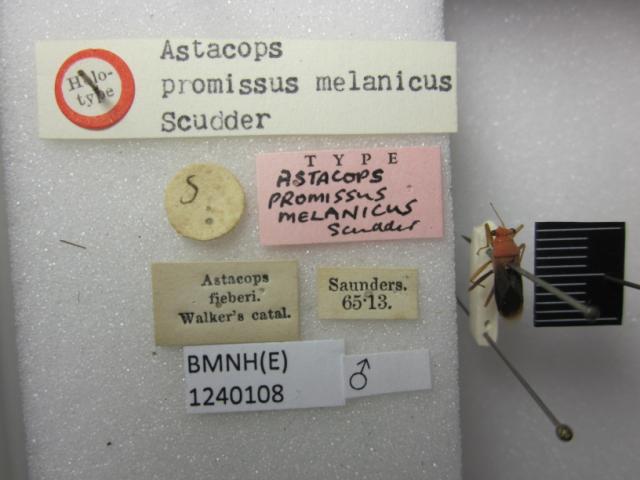 Holo-
type
Astacops
promissus melanicus
Scudder
S
TYPE
ASTACOPS
PROMISSUS
MELANICUS
Scudder
Astacops
fieberi.
Walker's catal.
Saunders.
65·13.
BMNH(E)
1240108
♂